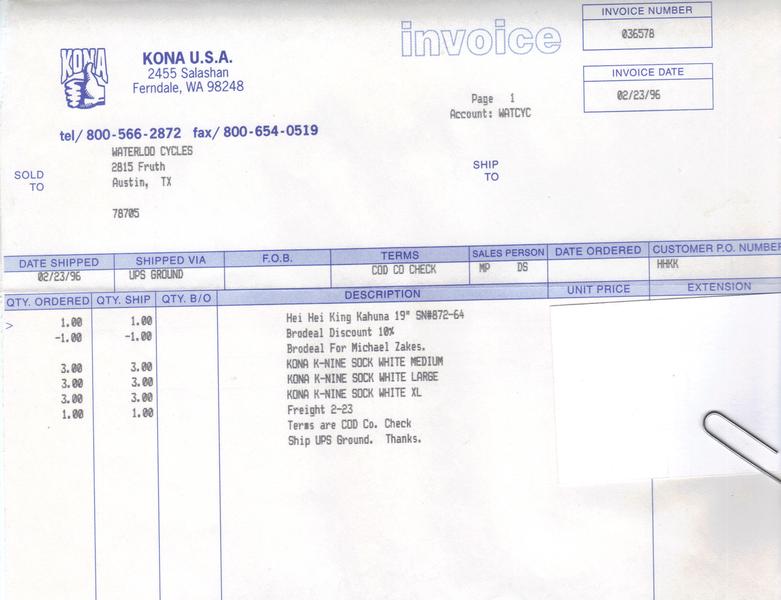 invoice
INVOICE NUMBER
036578
INVOICE DATE
02/23/96
KONA
KONA U.S.A.
2455 Salashan
Ferndale, WA 98248
Page 1
Account: WATCYC
tel/ 800-566-2872 fax/ 800-654-0519
SOLD TO
WATERLOO CYCLES
2815 Fruth
Austin, TX
78705
SHIP TO
DATE SHIPPED SHIPPED VIA F.O.B. TERMS SALES PERSON DATE ORDERED CUSTOMER P.O. NUMBER
02/23/96 UPS GROUND COD CO CHECK MP DS HHKK
QTY. ORDERED QTY. SHIP QTY. B/O DESCRIPTION UNIT PRICE EXTENSION
> 1.00 1.00 Hei Hei King Kahuna 19" SN#872-64
-1.00 -1.00 Brodeal Discount 10%
Brodeal For Michael Zakes.
3.00 3.00 KONA K-NINE SOCK WHITE MEDIUM
3.00 3.00 KONA K-NINE SOCK WHITE LARGE
3.00 3.00 KONA K-NINE SOCK WHITE XL
1.00 1.00 Freight 2-23
Terms are COD Co. Check
Ship UPS Ground. Thanks.